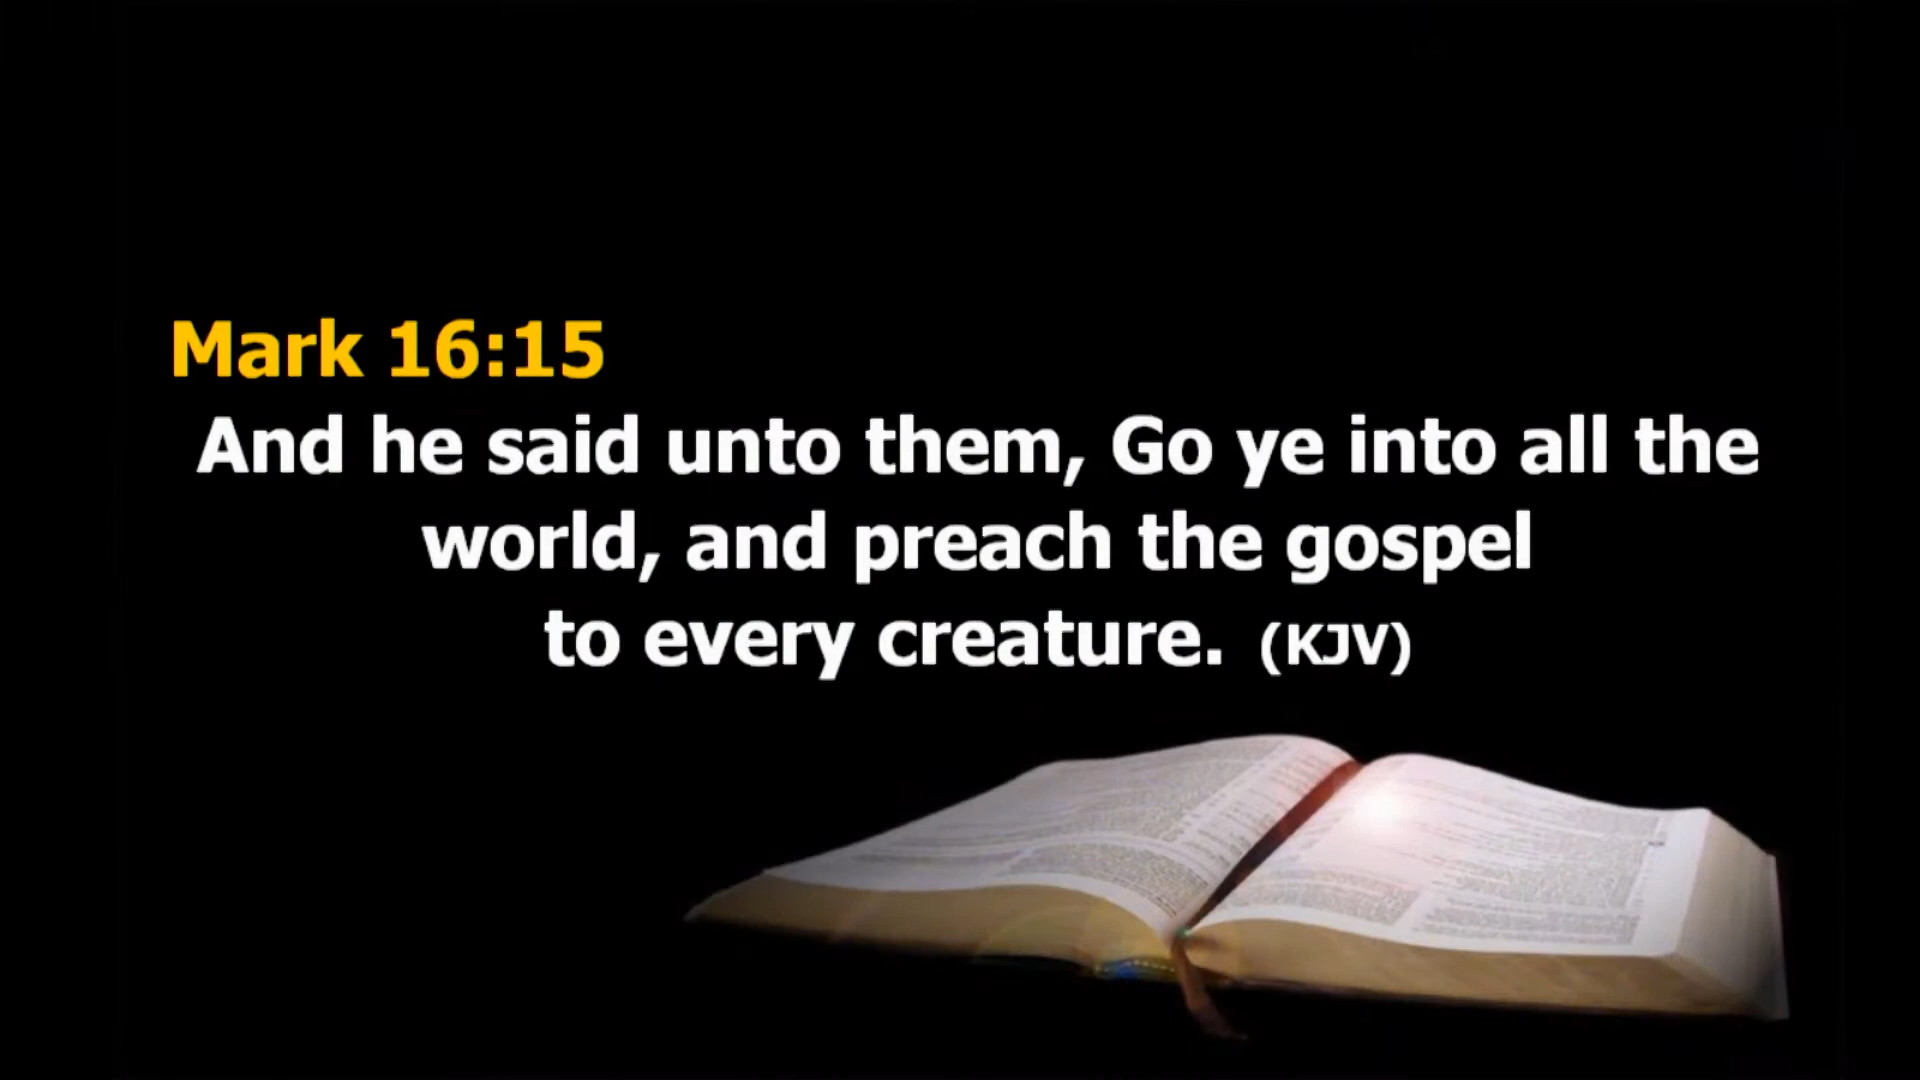 Mark 16:15
And he said unto them, Go ye into all the
world, and preach the gospel
to every creature. (KJV)